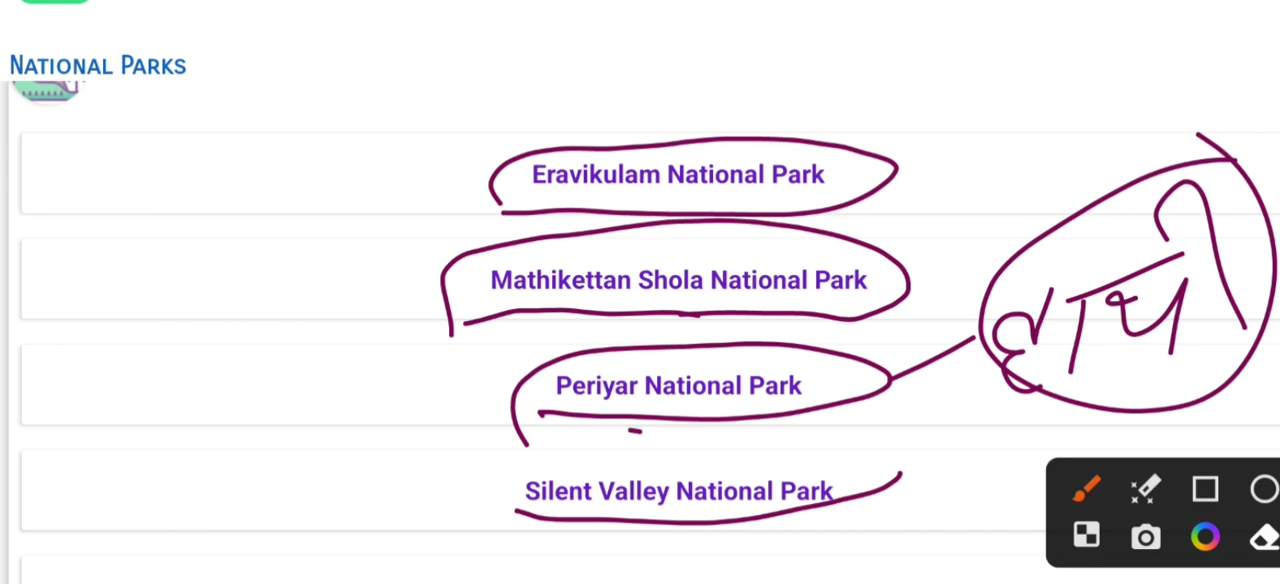 NATIONAL PARKS
Eravikulam National Park
Mathikettan Shola National Park
Periyar National Park
हाथी
Silent Valley National Park